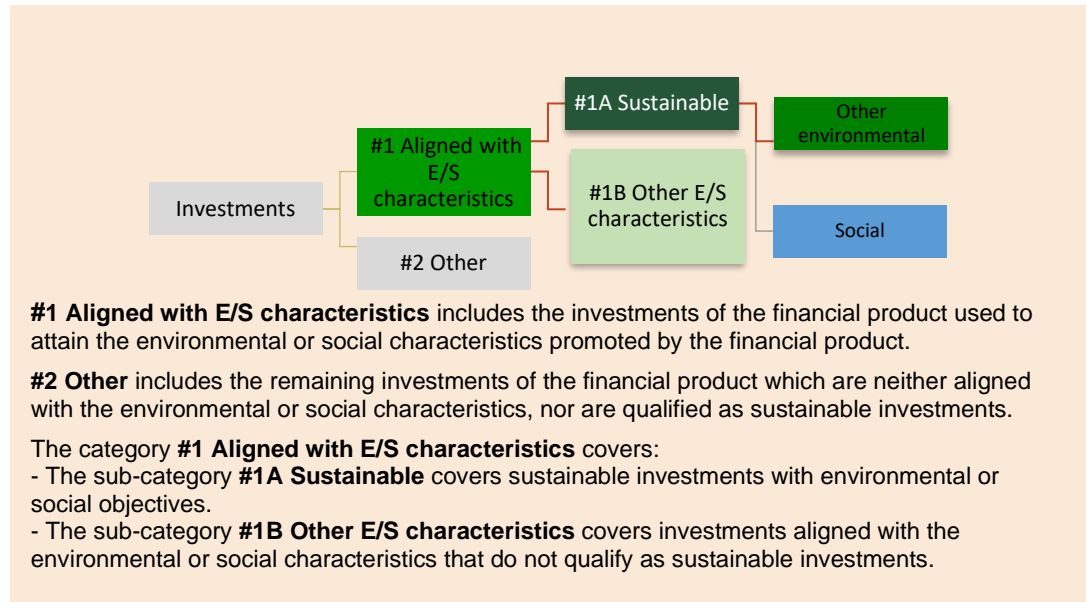 #1A Sustainable
Other
environmental
#1 Aligned with
E/S
characteristics
#1B Other E/S
characteristics
Investments
Social
#2 Other
#1 Aligned with E/S characteristics includes the investments of the financial product used to
attain the environmental or social characteristics promoted by the financial product.
#2 Other includes the remaining investments of the financial product which are neither aligned
with the environmental or social characteristics, nor are qualified as sustainable investments.
The category #1 Aligned with E/S characteristics covers:
- The sub-category #1A Sustainable covers sustainable investments with environmental or
social objectives.
- The sub-category #1B Other E/S characteristics covers investments aligned with the
environmental or social characteristics that do not qualify as sustainable investments.